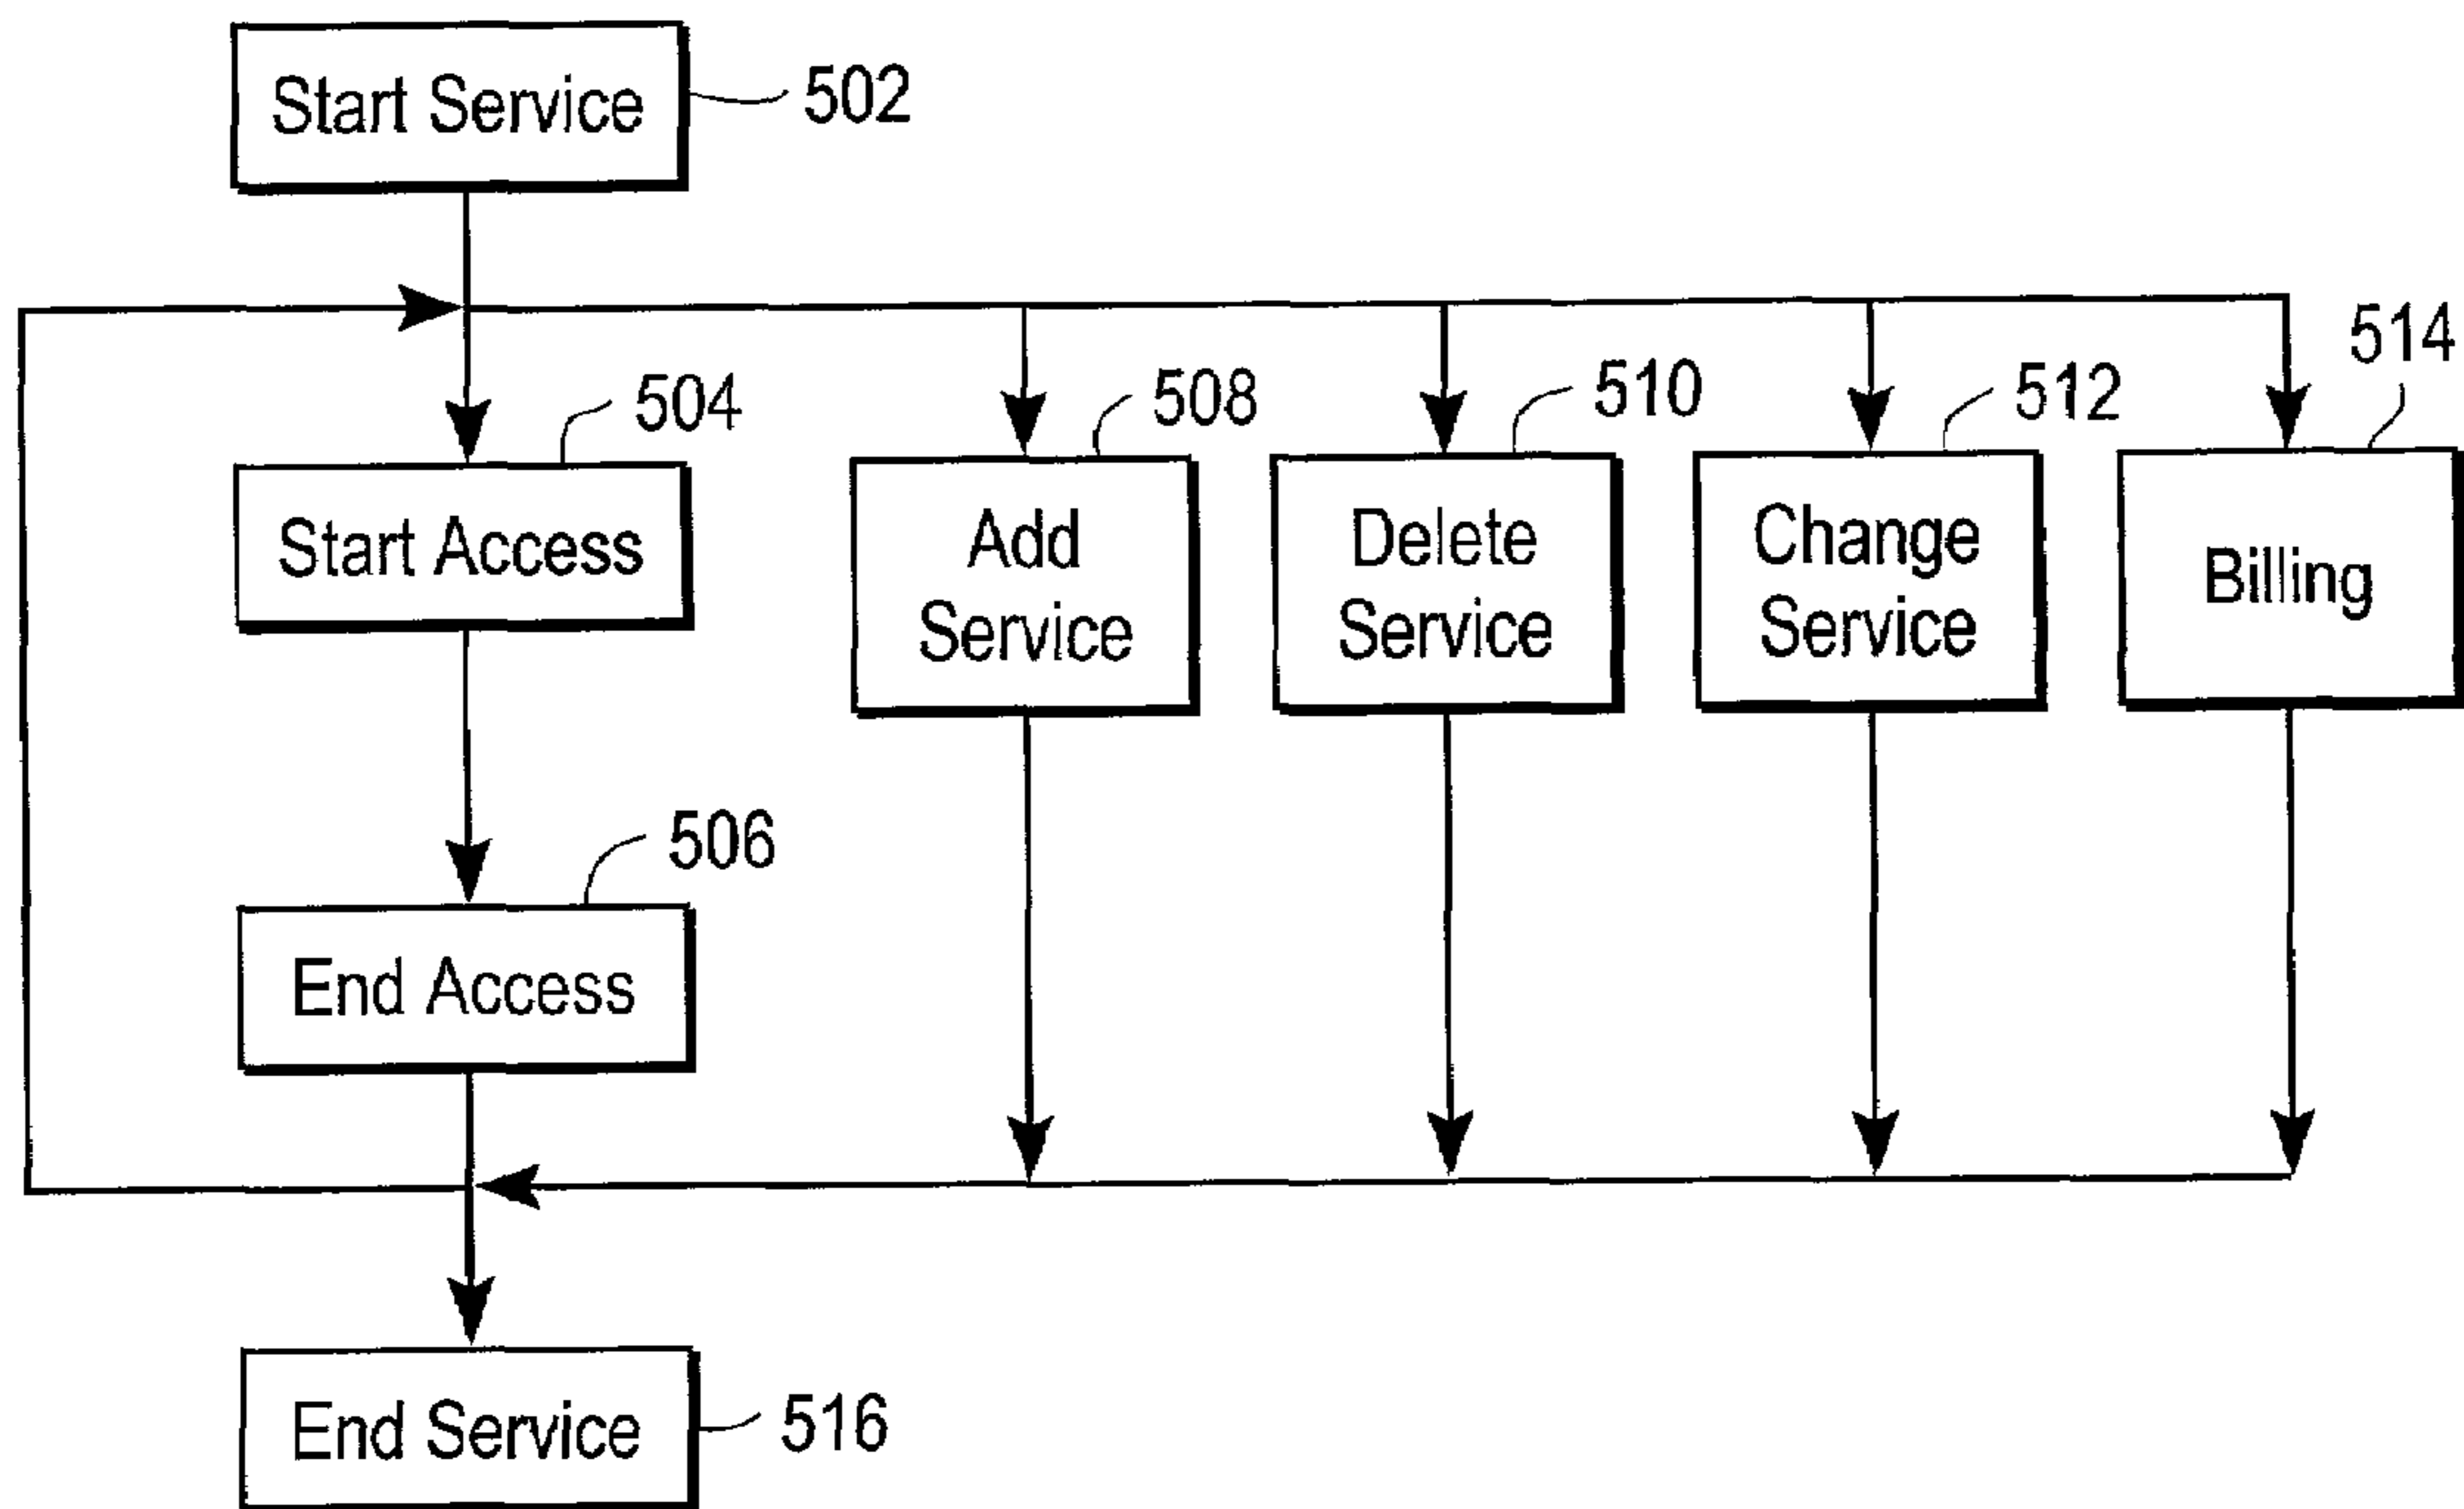 Start Service
502
514
504
508
510
512
Start Access
Add
Service
Delete
Service
Change
Service
Billing
506
End Access
End Service
516